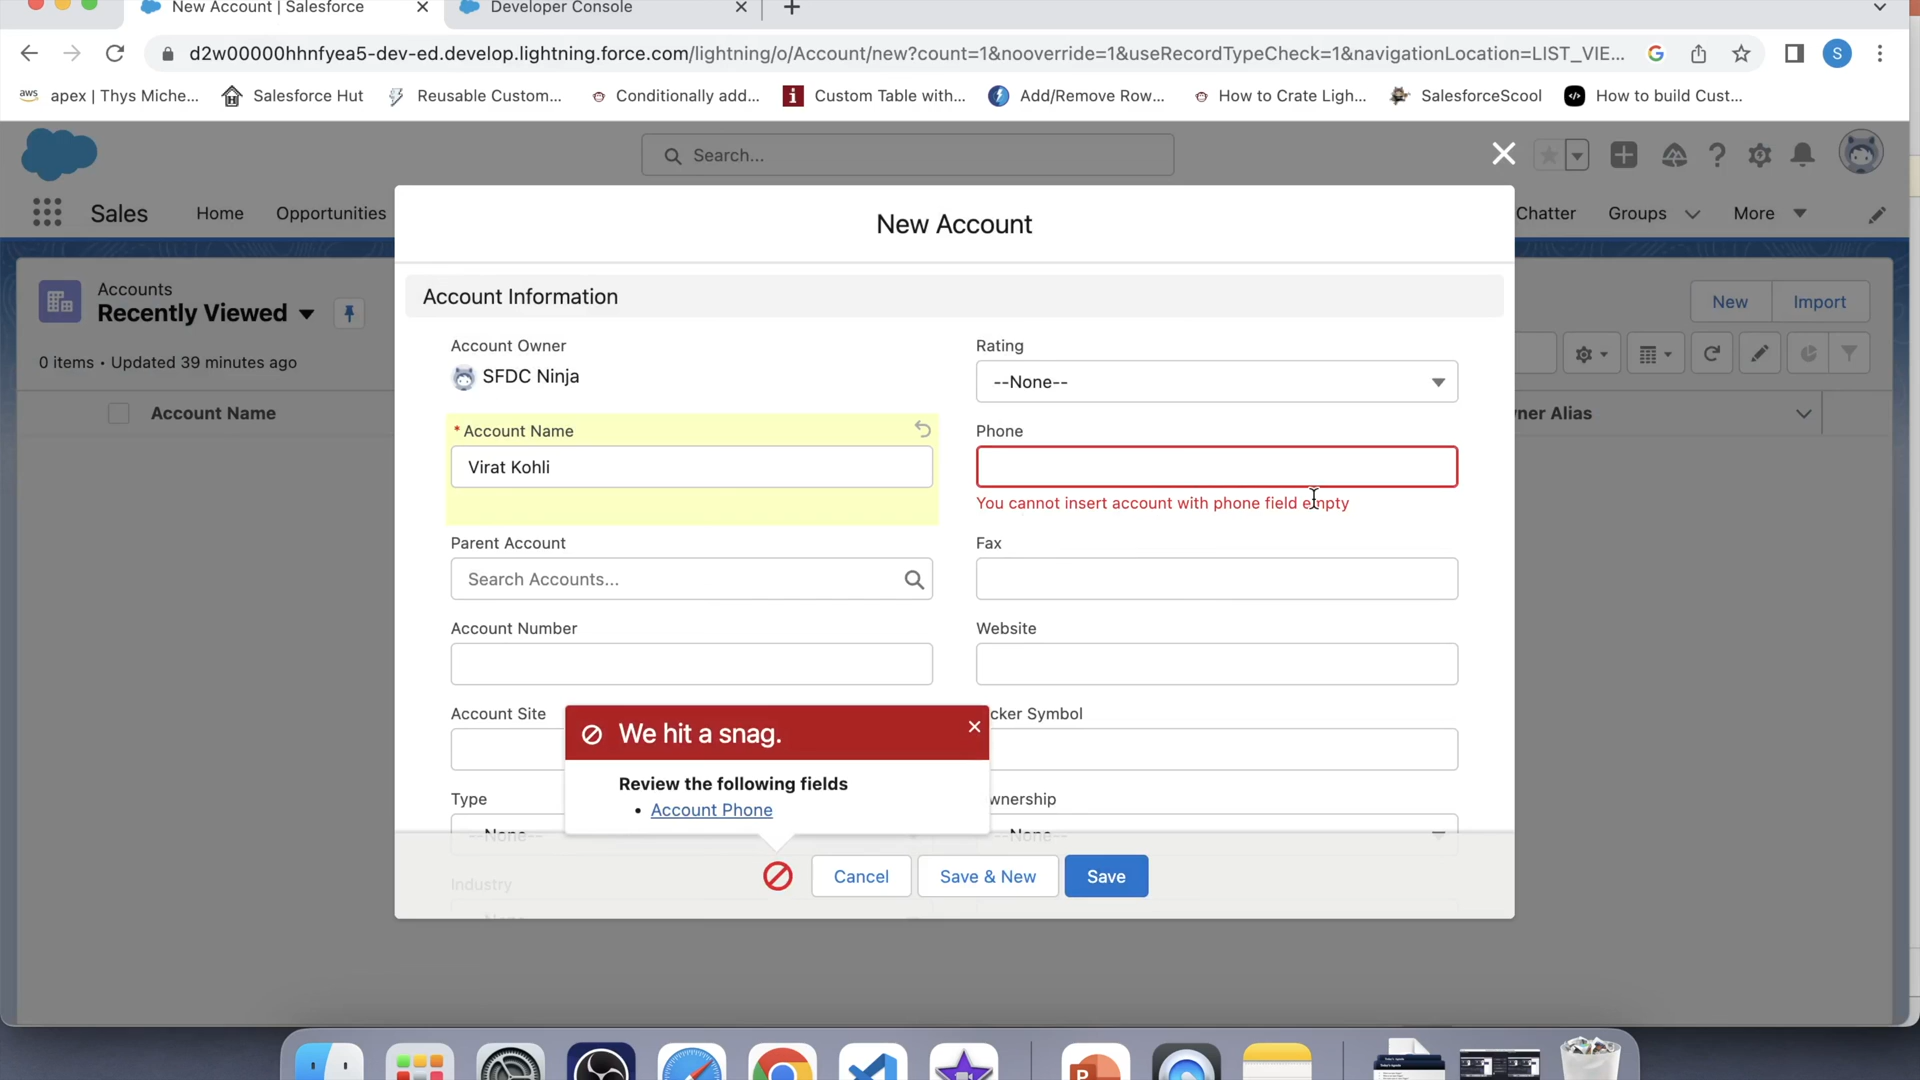 New Account | Salesforce
Developer Console
d2w00000hhnfyea5-dev-ed.develop.lightning.force.com/lightning/o/Account/new?count=1&nooverride=1&useRecordTypeCheck=1&navigationLocation=LIST_VIE...
aws apex | Thys Miche... Salesforce Hut Reusable Custom... Conditionally add... Custom Table with... Add/Remove Row... How to Crate Ligh... SalesforceScool How to build Cust...
S
Search...
Sales Home Opportunities Chatter Groups More
New Account
Accounts
Recently Viewed
New Import
0 items • Updated 39 minutes ago
Account Name
ner Alias
Account Information
Account Owner
SFDC Ninja
Rating
--None--
* Account Name
Virat Kohli
Phone
You cannot insert account with phone field empty
Parent Account
Search Accounts...
Fax
Account Number
Website
Account Site
cker Symbol
We hit a snag.
Review the following fields
• Account Phone
Type
--None--
wnership
--None--
Industry
--None--
Cancel Save & New Save